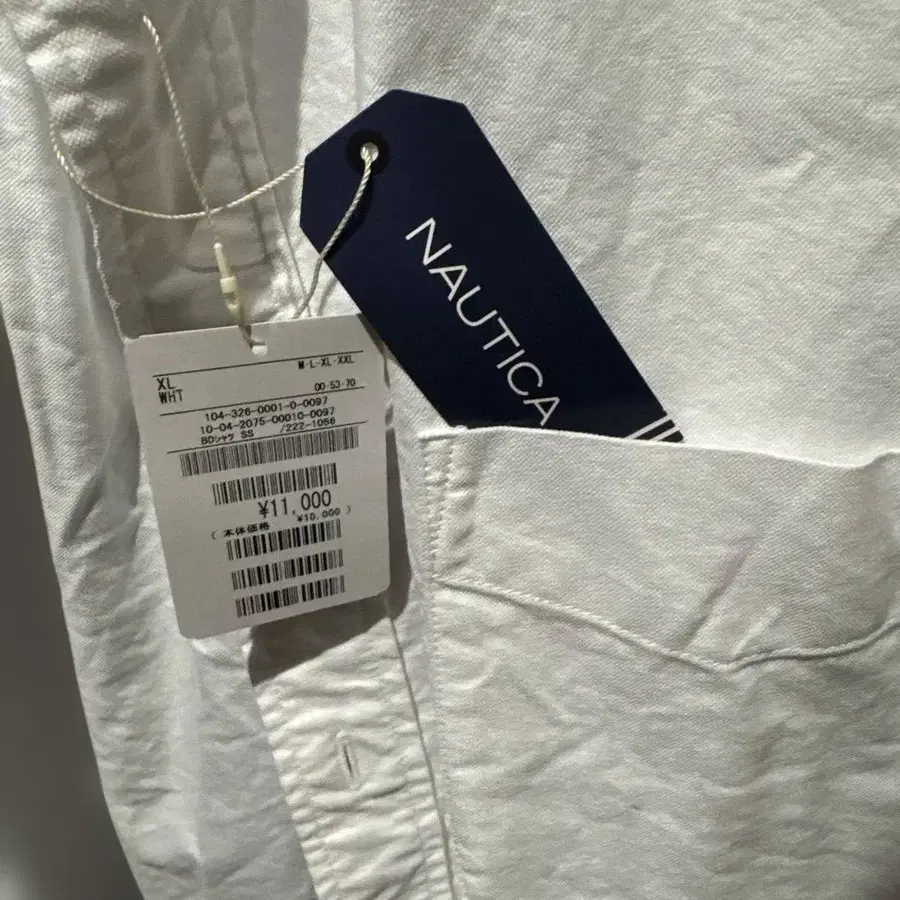 NAUTICA
M・L・XL・XXL
XL
WHT
00-53-70
104-326-0001-0-0097
10-04-2075-00010-0097
BDシャツ SS /222-1056
¥11,000
( 本体価格 ¥10,000 )